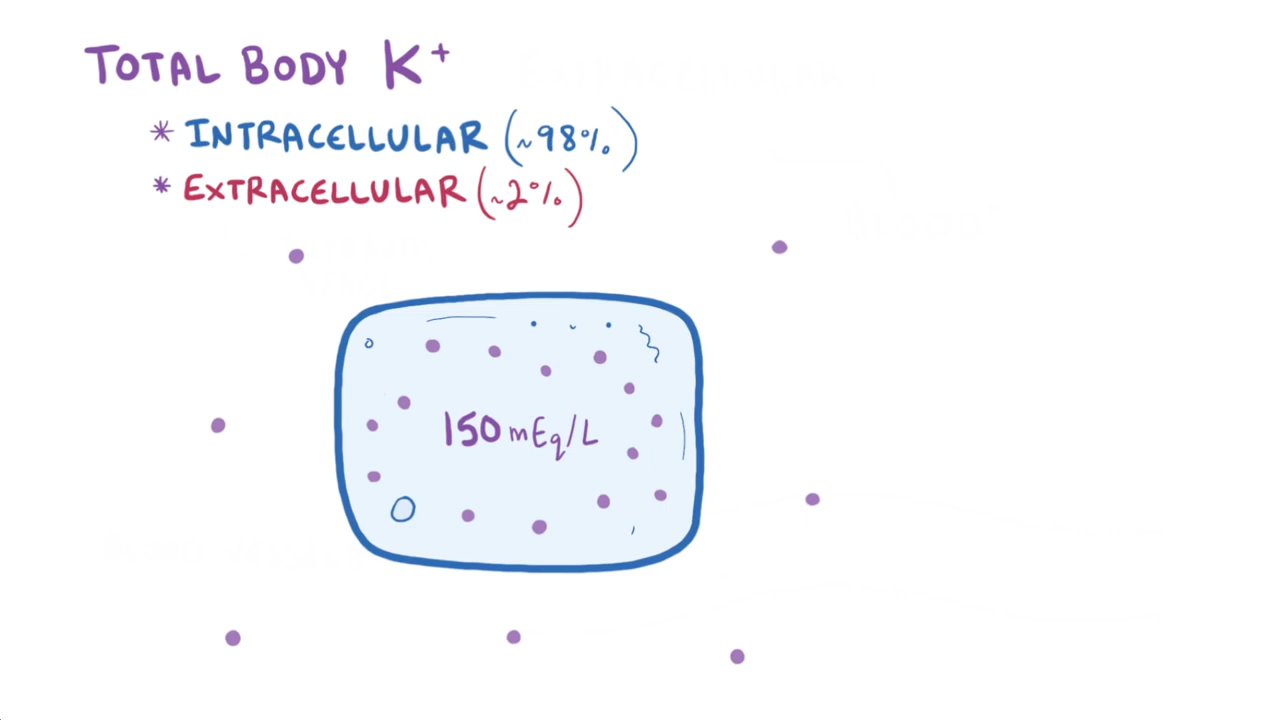 TOTAL BODY K+
* INTRACELLULAR (~98%)
* EXTRACELLULAR (~2%)
150 mEq/L